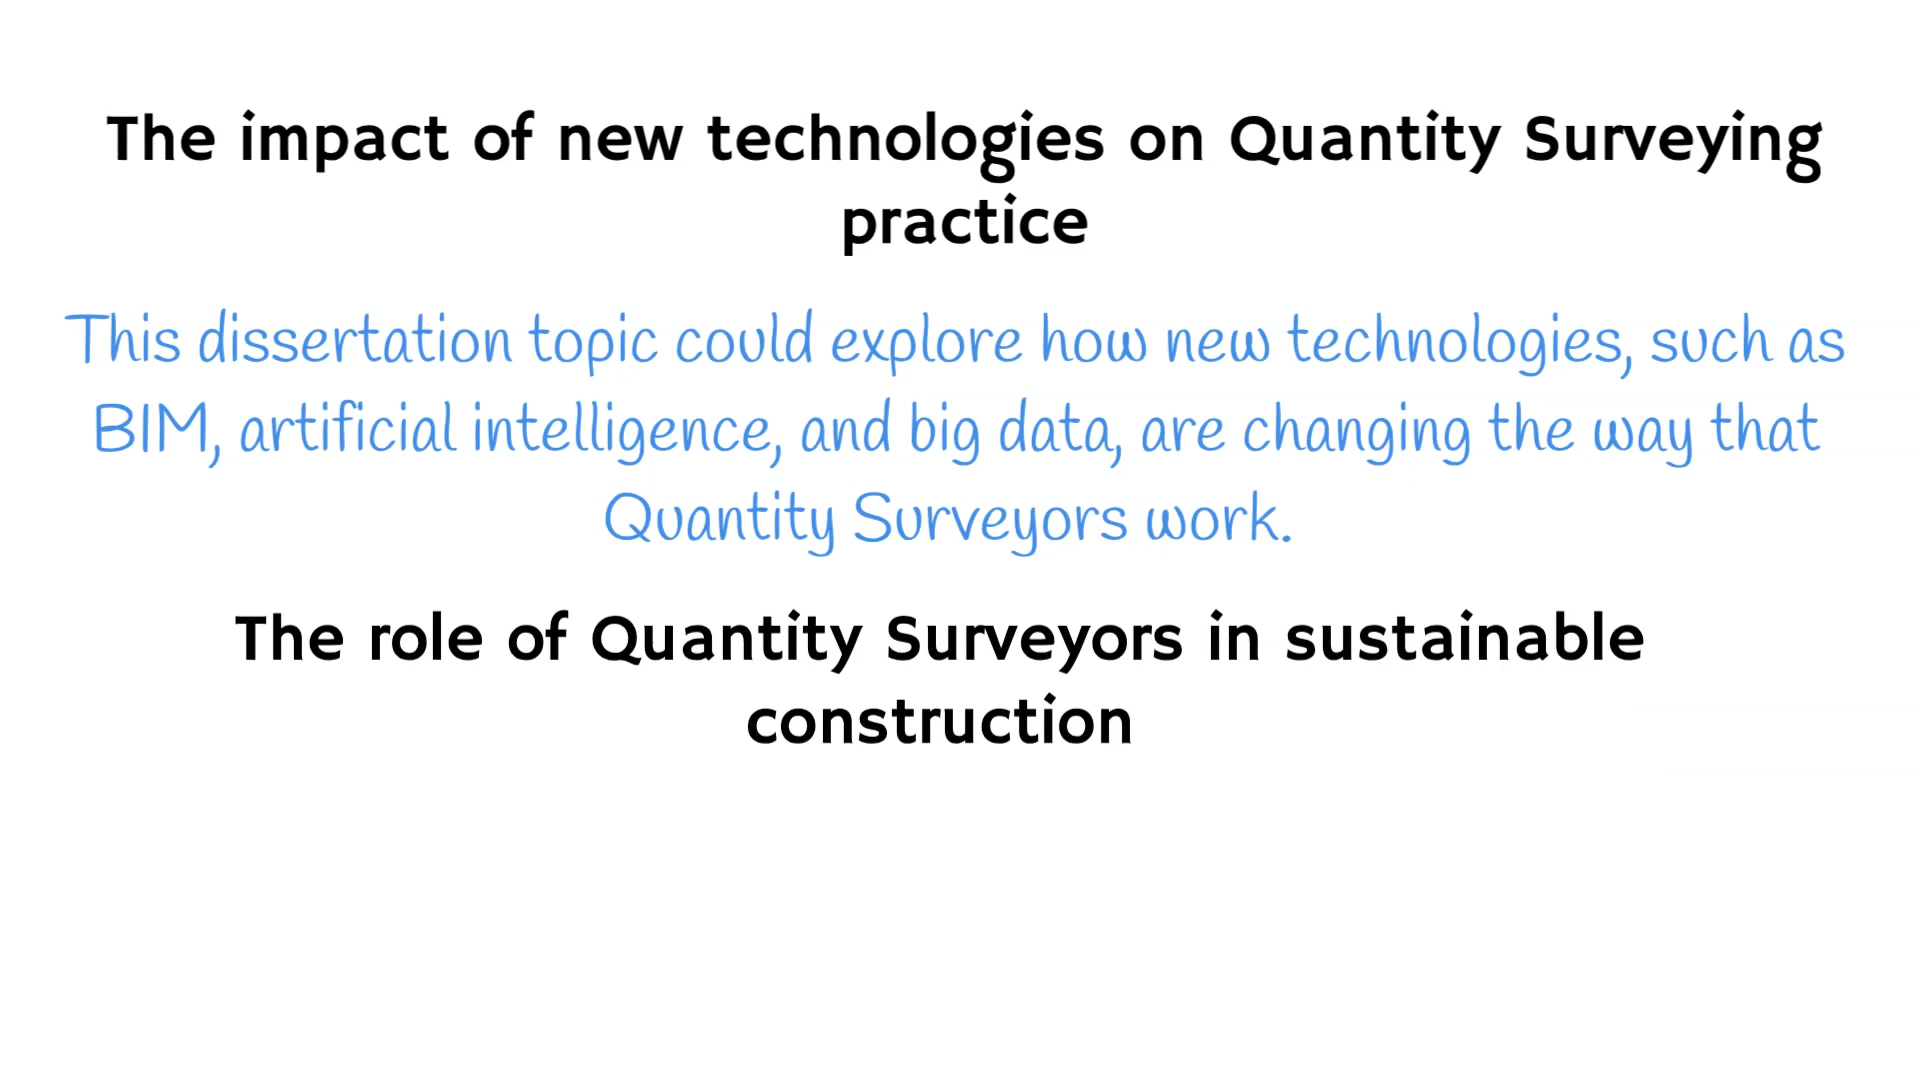 The impact of new technologies on Quantity Surveying
practice
This dissertation topic could explore how new technologies, such as
BIM, artificial intelligence, and big data, are changing the way that
Quantity Surveyors work.
The role of Quantity Surveyors in sustainable
construction